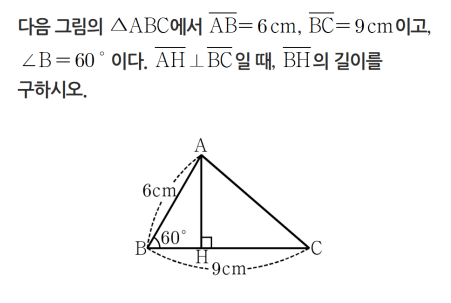 다음 그림의 △ABC에서 AB=6cm, BC=9cm이고,
∠B=60°이다. AH⊥BC일 때, BH의 길이를
구하시오.
A
6cm
60°
B
H
C
9cm